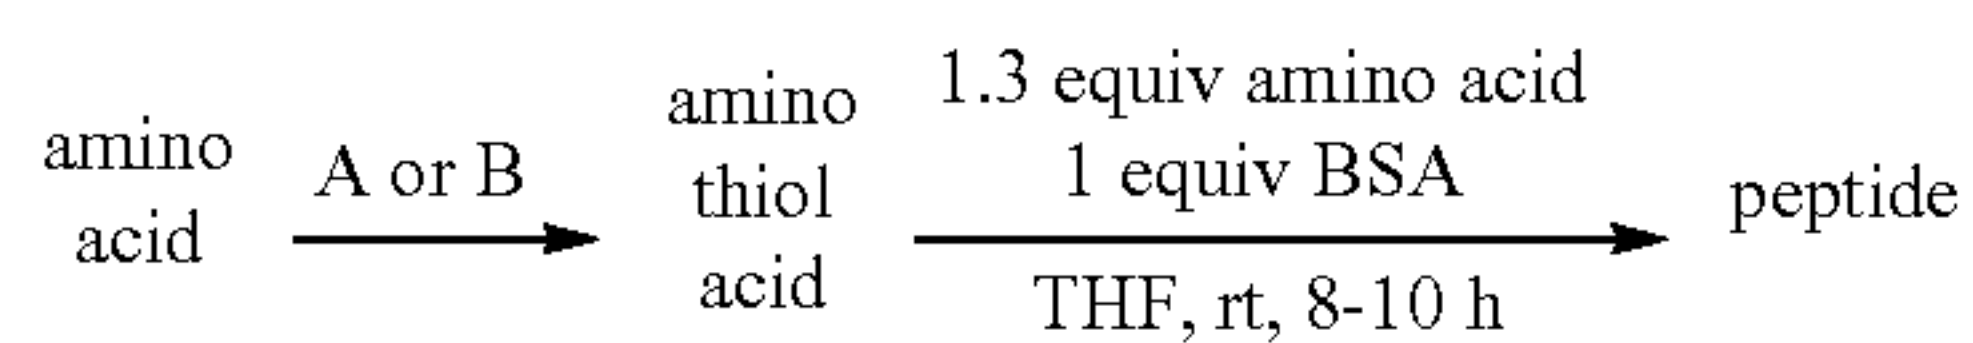 amino
acid
A or B
amino
thiol
acid
1.3 equiv amino acid
1 equiv BSA
THF, rt, 8-10 h
peptide